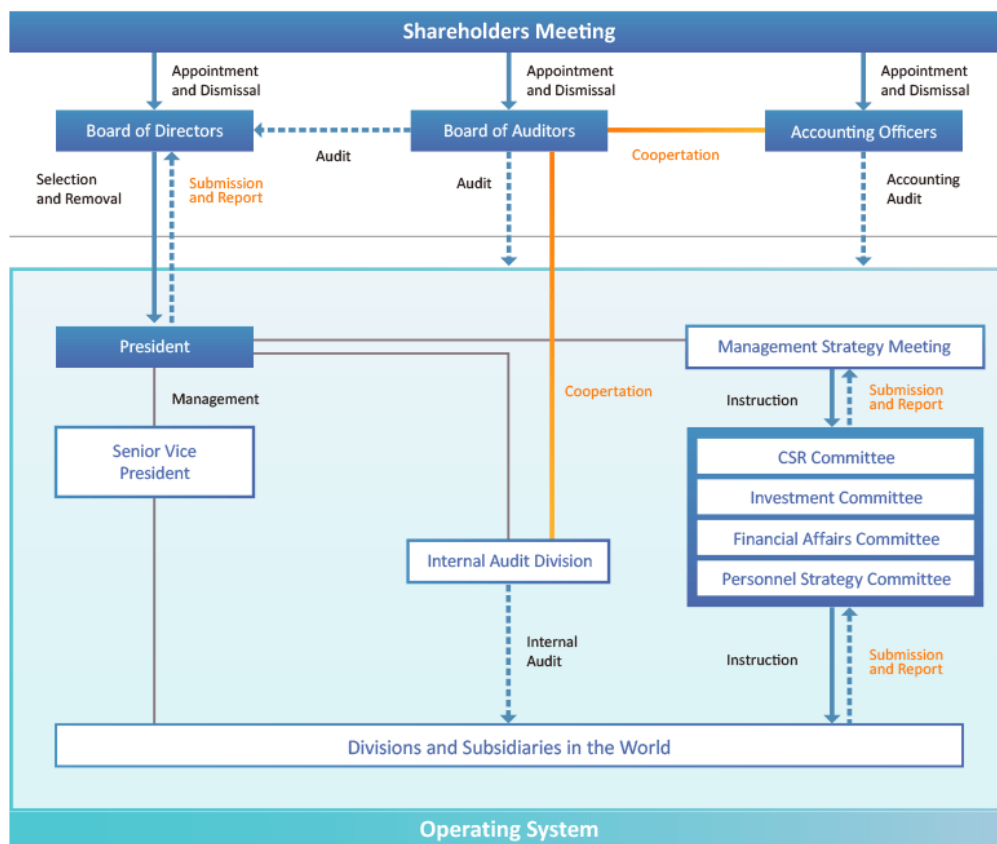 Shareholders Meeting
Appointment
and Dismissal
Appointment
and Dismissal
Appointment
and Dismissal
Board of Directors
Board of Auditors
Accounting Officers
Audit
Coopertation
Selection
and Removal
Submission
and Report
Audit
Accounting
Audit
President
Management Strategy Meeting
Management
Coopertation
Instruction
Submission
and Report
Senior Vice
President
CSR Committee
Investment Committee
Financial Affairs Committee
Personnel Strategy Committee
Internal Audit Division
Internal
Audit
Instruction
Submission
and Report
Divisions and Subsidiaries in the World
Operating System